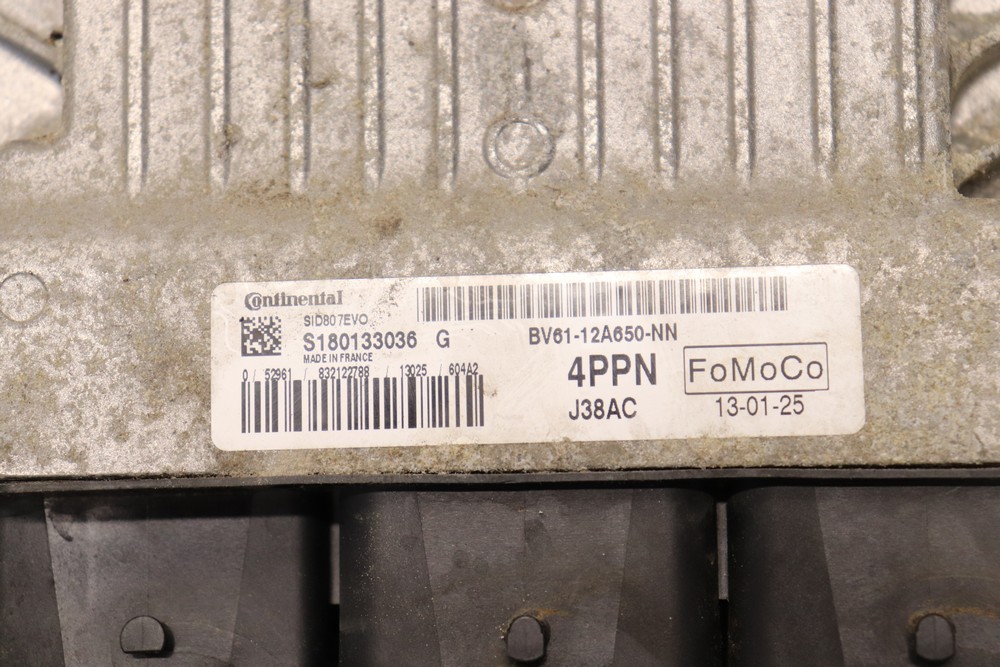 Continental
SID807EVO
S180133036 G
MADE IN FRANCE
0 / 52961 / 832122788 / 13025 / 604A2
BV61-12A650-NN
4PPN
FoMoCo
J38AC
13-01-25